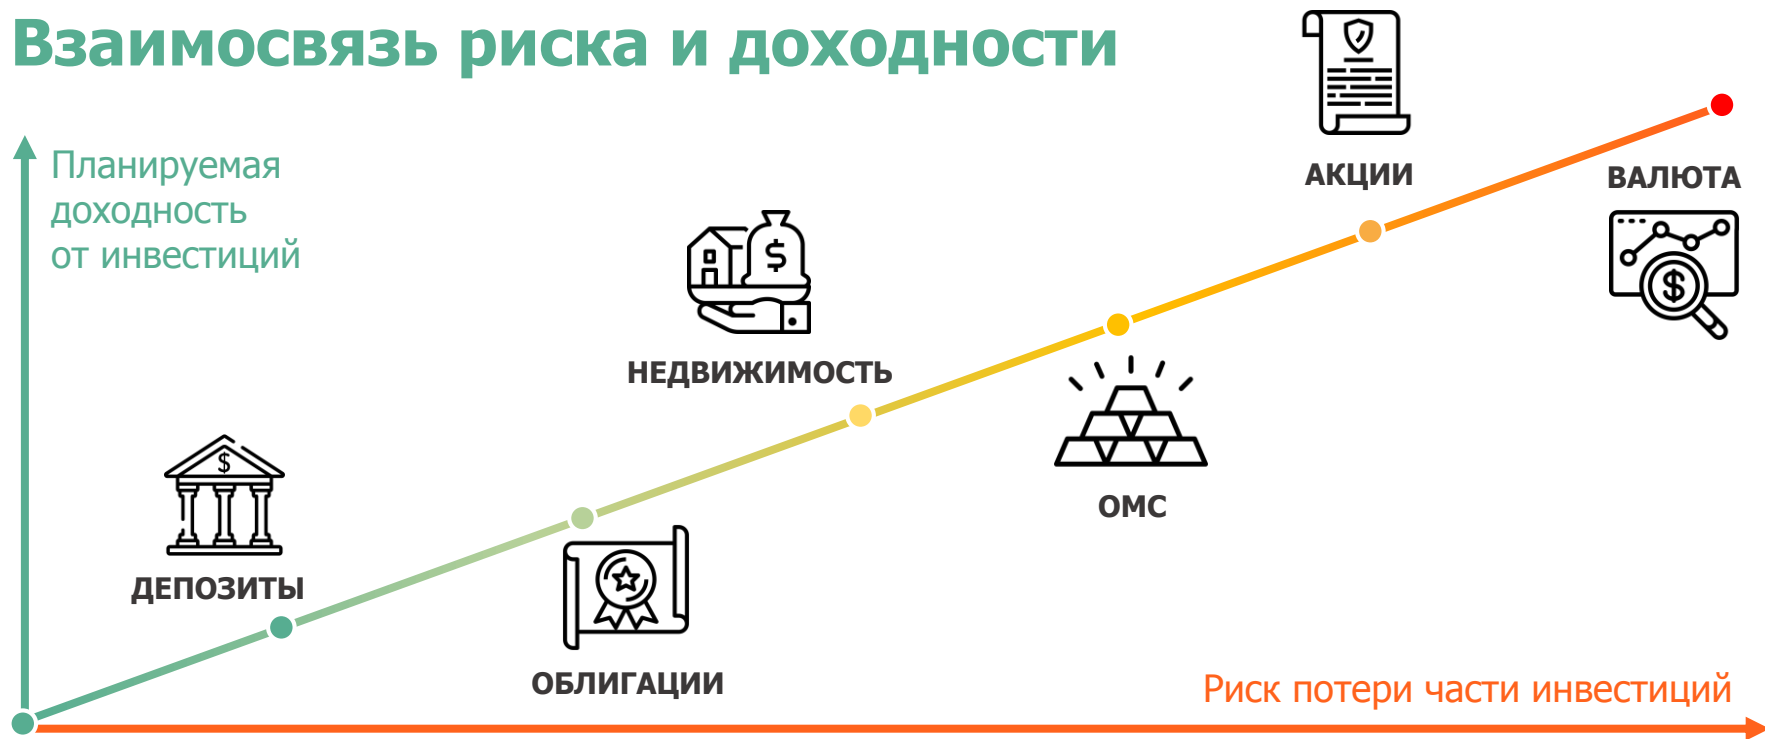 Взаимосвязь риска и доходности
Планируемая
доходность
от инвестиций
АКЦИИ
ВАЛЮТА
$
$
НЕДВИЖИМОСТЬ
$
ОМС
ДЕПОЗИТЫ
ОБЛИГАЦИИ
$
Риск потери части инвестиций